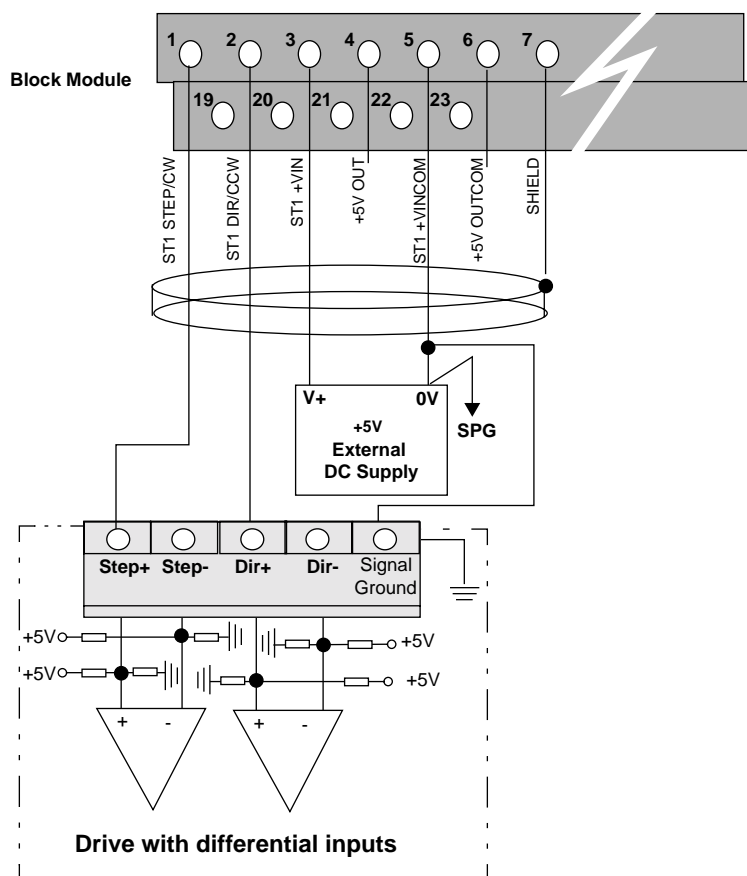 1 2 3 4 5 6 7
Block Module
19 20 21 22 23
ST1 STEP/CW
ST1 DIR/CCW
ST1 +VIN
+5V OUT
ST1 +VINCOM
+5V OUTCOM
SHIELD
V+ 0V
+5V
External
DC Supply
SPG
Step+ Step- Dir+ Dir- Signal
Ground
+5V +5V
+5V +5V
+ - + -
Drive with differential inputs